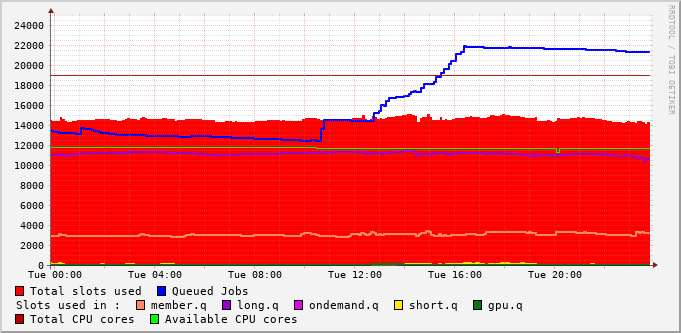 RRDTOOL / TOBI OETIKER
24000
22000
20000
18000
16000
14000
12000
10000
8000
6000
4000
2000
0
Tue 00:00 Tue 04:00 Tue 08:00 Tue 12:00 Tue 16:00 Tue 20:00
Total slots used Queued Jobs
Slots used in : member.q long.q ondemand.q short.q gpu.q
Total CPU cores Available CPU cores